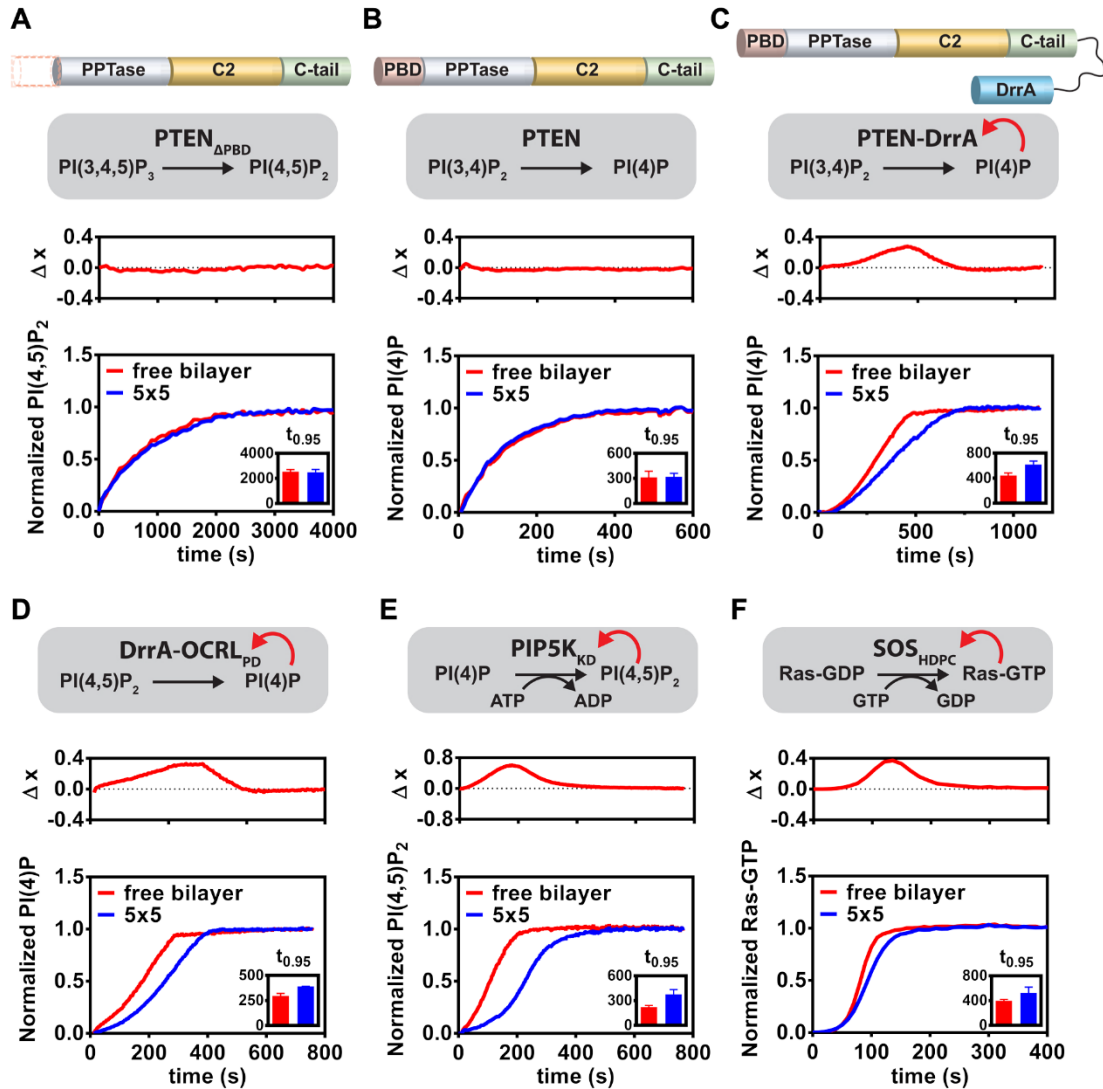 A
B
C
PPTase C2 C-tail
PBD PPTase C2 C-tail
PBD PPTase C2 C-tail
DrrA
PTENΔPBD
PI(3,4,5)P3 PI(4,5)P2
PTEN
PI(3,4)P2 PI(4)P
PTEN-DrrA
PI(3,4)P2 PI(4)P
0.4
0.0
-0.4
Δ x
0.4
0.0
-0.4
Δ x
0.4
0.0
-0.4
Δ x
Normalized PI(4,5)P2
1.5
1.0
0.5
0.0
free bilayer
5x5
t0.95
4000
2000
0
0 1000 2000 3000 4000
time (s)
Normalized PI(4)P
1.5
1.0
0.5
0.0
free bilayer
5x5
t0.95
600
300
0
0 200 400 600
time (s)
Normalized PI(4)P
1.5
1.0
0.5
0.0
free bilayer
5x5
t0.95
800
400
0
0 500 1000
time (s)
D
E
F
DrrA-OCRLPD
PI(4,5)P2 PI(4)P
PIP5KKD
PI(4)P PI(4,5)P2
ATP ADP
SOSHDPC
Ras-GDP Ras-GTP
GTP GDP
0.4
0.0
-0.4
Δ x
0.8
0.0
-0.8
Δ x
0.4
0.0
-0.4
Δ x
Normalized PI(4)P
1.5
1.0
0.5
0.0
free bilayer
5x5
t0.95
500
250
0
0 200 400 600 800
time (s)
Normalized PI(4,5)P2
1.5
1.0
0.5
0.0
free bilayer
5x5
t0.95
600
300
0
0 200 400 600 800
time (s)
Normalized Ras-GTP
1.5
1.0
0.5
0.0
free bilayer
5x5
t0.95
800
400
0
0 100 200 300 400
time (s)